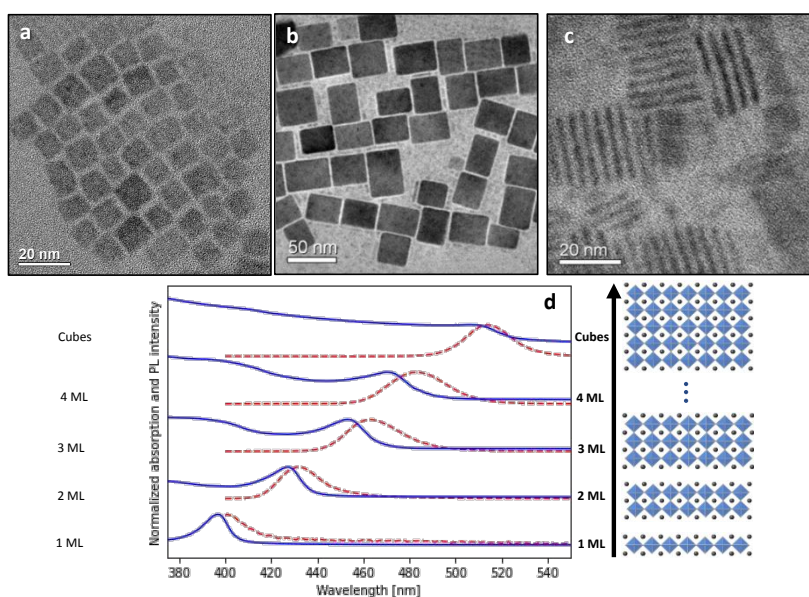 a
b
c
20 nm
50 nm
20 nm
d
Normalized absorption and PL intensity
Cubes
4 ML
3 ML
2 ML
1 ML
Cubes
4 ML
3 ML
2 ML
1 ML
380 400 420 440 460 480 500 520 540
Wavelength [nm]